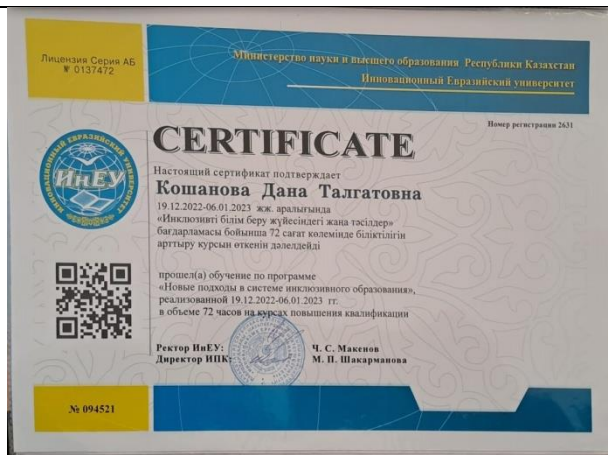 Лицензия Серия АБ
№ 0137472
Министерство науки и высшего образования Республики Казахстан
Инновационный Евразийский университет
Номер регистрации 2631
ИННОВАЦИОННЫЙ ЕВРАЗИЙСКИЙ УНИВЕРСИТЕТ
ИнЕУ
CERTIFICATE
Настоящий сертификат подтверждает
Кошанова Дана Талгатовна
19.12.2022-06.01.2023 жж. аралығында
«Инклюзивті білім беру жүйесіндегі жаңа тәсілдер»
бағдарламасы бойынша 72 сағат көлемінде біліктілігін
арттыру курсын өткенін дәлелдейді
прошел(а) обучение по программе
«Новые подходы в системе инклюзивного образования»,
реализованной 19.12.2022-06.01.2023 гг.
в объеме 72 часов на курсах повышения квалификации
Ректор ИнЕУ: Ч. С. Макенов
Директор ИПК: М. П. Шакарманова
№ 094521